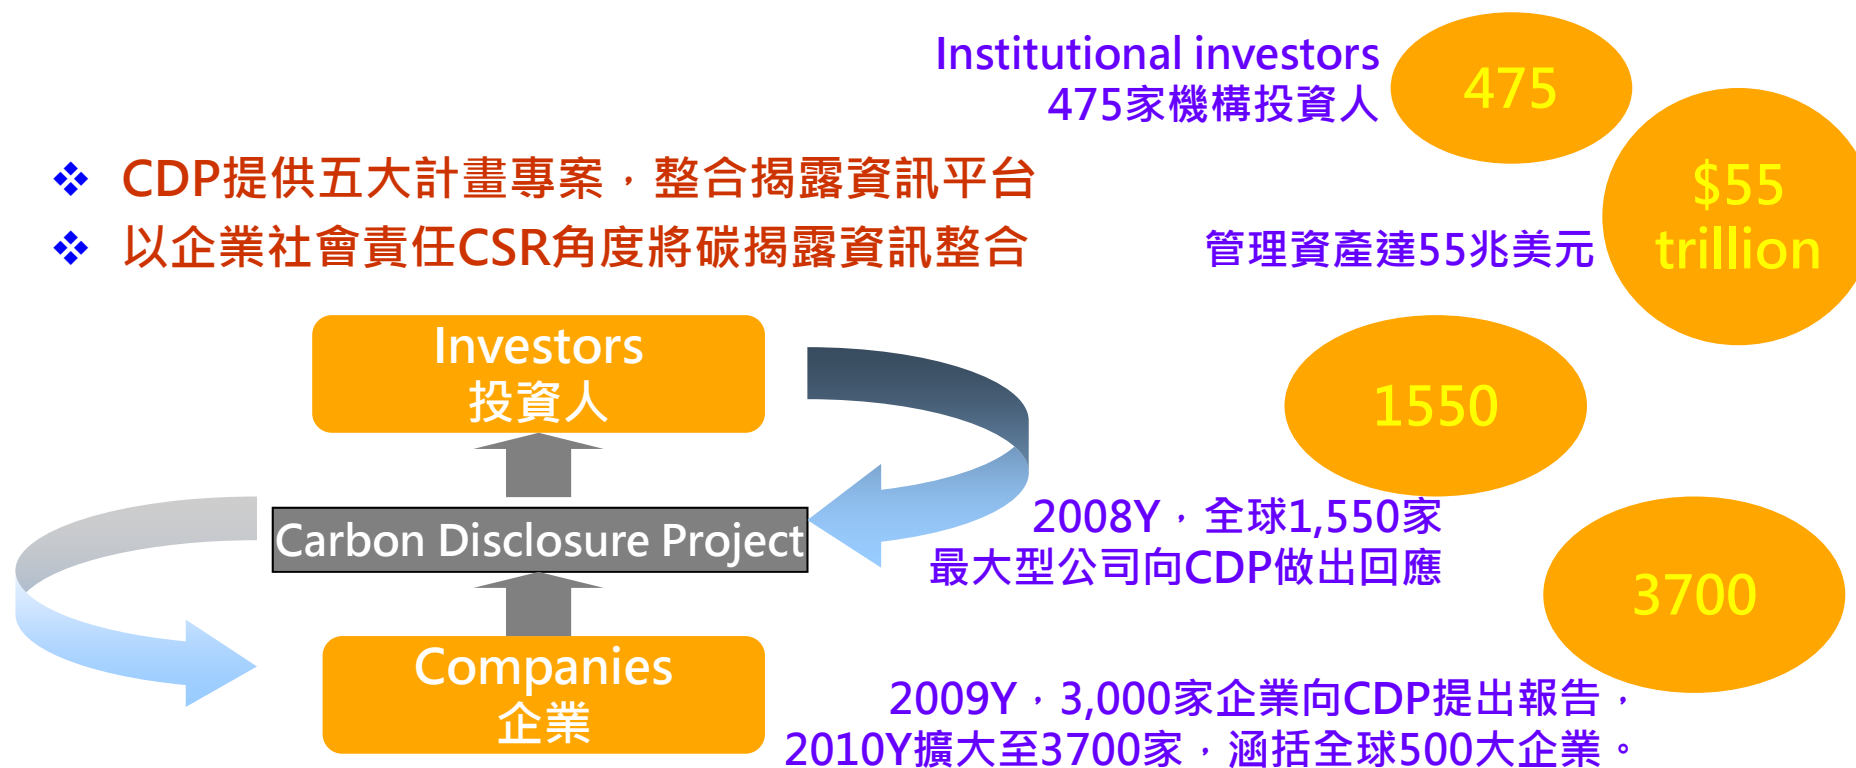 Institutional investors
475家機構投資人
475
CDP提供五大計畫專案，整合揭露資訊平台
以企業社會責任CSR角度將碳揭露資訊整合
管理資產達55兆美元
$55
trillion
Investors
投資人
1550
Carbon Disclosure Project
2008Y，全球1,550家
最大型公司向CDP做出回應
3700
Companies
企業
2009Y，3,000家企業向CDP提出報告，
2010Y擴大至3700家，涵括全球500大企業。